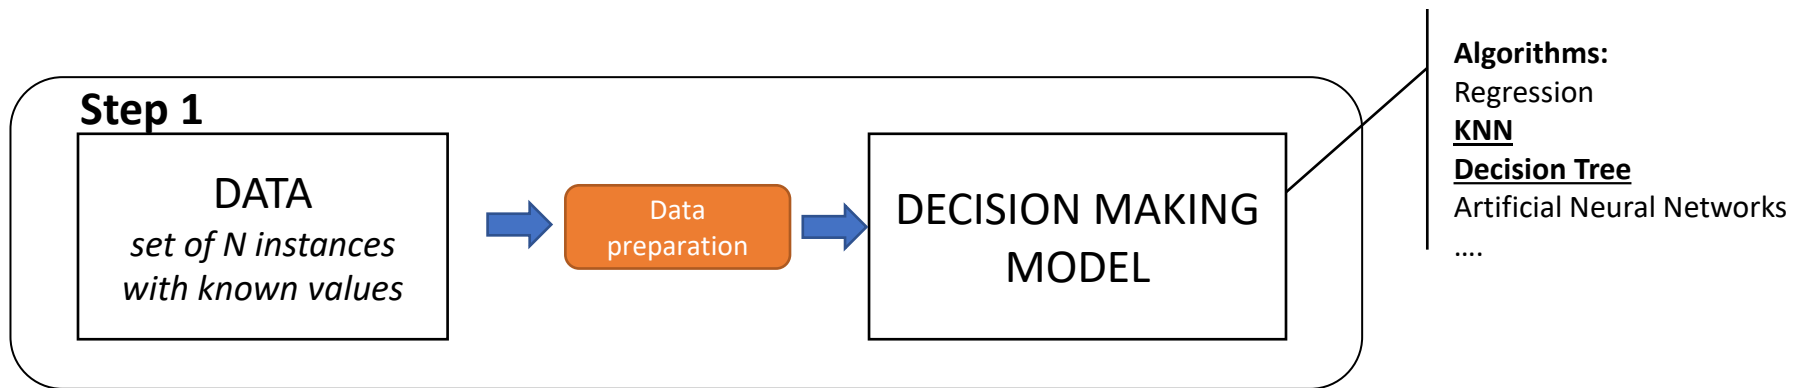 Step 1
DATA
set of N instances
with known values
Data
preparation
DECISION MAKING
MODEL
Algorithms:
Regression
KNN
Decision Tree
Artificial Neural Networks
....